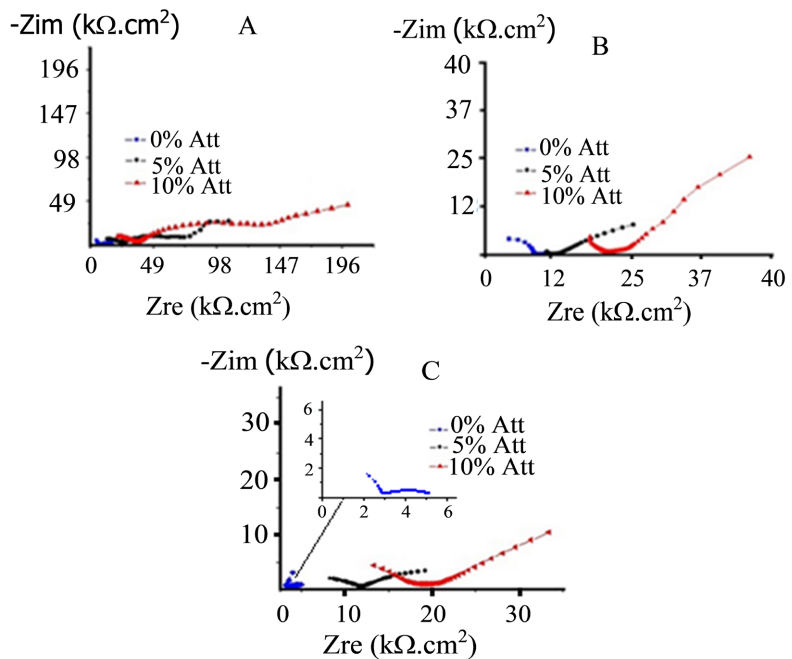 -Zim (kΩ.cm²)
A
196
147
98
49
0% Att
5% Att
10% Att
0 49 98 147 196
Zre (kΩ.cm²)
-Zim (kΩ.cm²)
B
40
37
25
12
0% Att
5% Att
10% Att
0 12 25 37 40
Zre (kΩ.cm²)
-Zim (kΩ.cm²)
C
30
20
10
6
4
2
0
0 2 4 6
0% Att
5% Att
10% Att
0 10 20 30
Zre (kΩ.cm²)